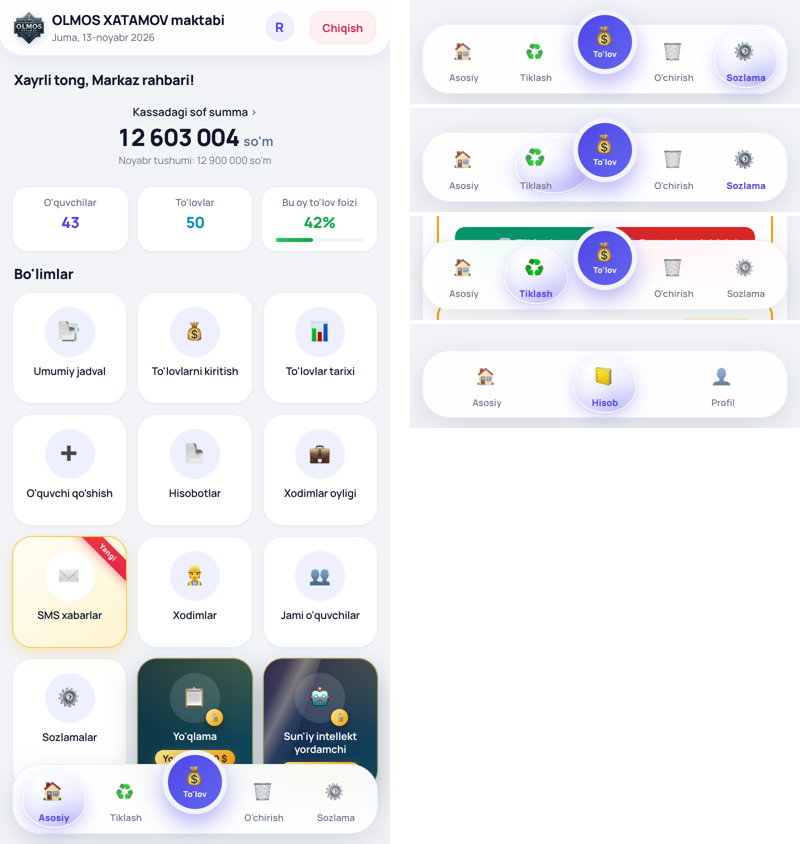 OLMOS
OLMOS XATAMOV maktabi
Juma, 13-noyabr 2026
R
Chiqish
Xayrli tong, Markaz rahbari!
Kassadagi sof summa ›
12 603 004 so'm
Noyabr tushumi: 12 900 000 so'm
O'quvchilar
43
To'lovlar
50
Bu oy to'lov foizi
42%
Bo'limlar
Umumiy jadval
To'lovlarni kiritish
To'lovlar tarixi
O'quvchi qo'shish
Hisobotlar
Xodimlar oyligi
Yangi
SMS xabarlar
Xodimlar
Jami o'quvchilar
Sozlamalar
Yo'qlama
Sun'iy intellekt
yordamchi
Asosiy
Tiklash
To'lov
O'chirish
Sozlama
Asosiy
Tiklash
To'lov
O'chirish
Sozlama
Asosiy
Tiklash
To'lov
O'chirish
Sozlama
Asosiy
Tiklash
To'lov
O'chirish
Sozlama
Asosiy
Hisob
Profil